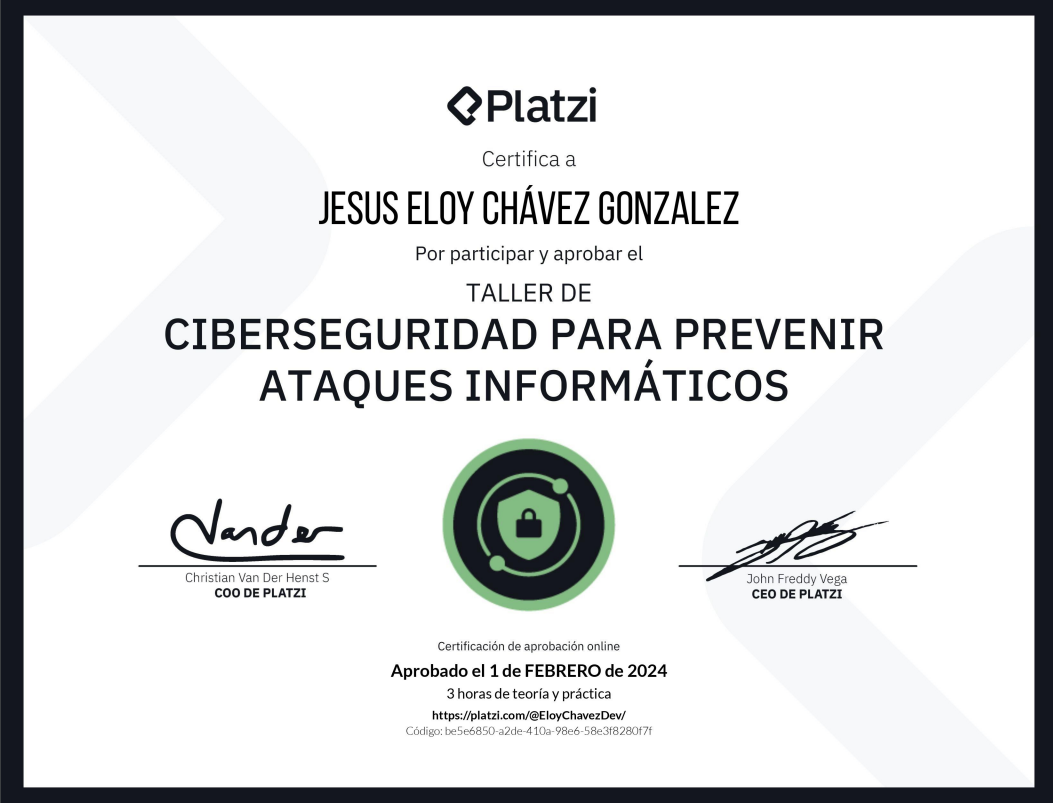 Platzi
Certifica a
JESUS ELOY CHÁVEZ GONZALEZ
Por participar y aprobar el
TALLER DE
CIBERSEGURIDAD PARA PREVENIR
ATAQUES INFORMÁTICOS
Vander
Christian Van Der Henst S
COO DE PLATZI
John Freddy Vega
CEO DE PLATZI
Certificación de aprobación online
Aprobado el 1 de FEBRERO de 2024
3 horas de teoría y práctica
https://platzi.com/@EloyChavezDev/
Código: be5e6850-a2de-410a-98e6-58e3f8280f7f